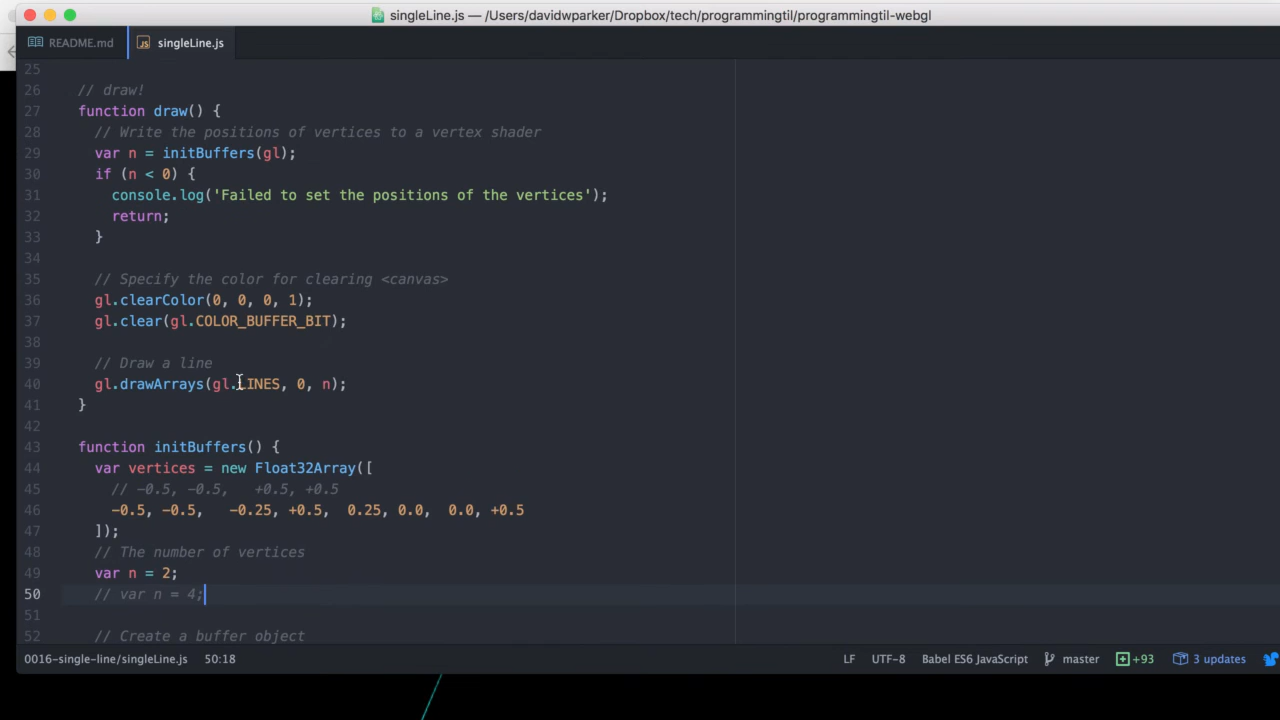 singleLine.js — /Users/davidwparker/Dropbox/tech/programmingtil/programmingtil-webgl
README.md
singleLine.js
25
26 // draw!
27 function draw() {
28 // Write the positions of vertices to a vertex shader
29 var n = initBuffers(gl);
30 if (n < 0) {
31 console.log('Failed to set the positions of the vertices');
32 return;
33 }
34
35 // Specify the color for clearing <canvas>
36 gl.clearColor(0, 0, 0, 1);
37 gl.clear(gl.COLOR_BUFFER_BIT);
38
39 // Draw a line
40 gl.drawArrays(gl.LINES, 0, n);
41 }
42
43 function initBuffers() {
44 var vertices = new Float32Array([
45 // -0.5, -0.5, +0.5, +0.5
46 -0.5, -0.5, -0.25, +0.5, 0.25, 0.0, 0.0, +0.5
47 ]);
48 // The number of vertices
49 var n = 2;
50 // var n = 4;
51
52 // Create a buffer object
0016-single-line/singleLine.js 50:18 LF UTF-8 Babel ES6 JavaScript master +93 3 updates